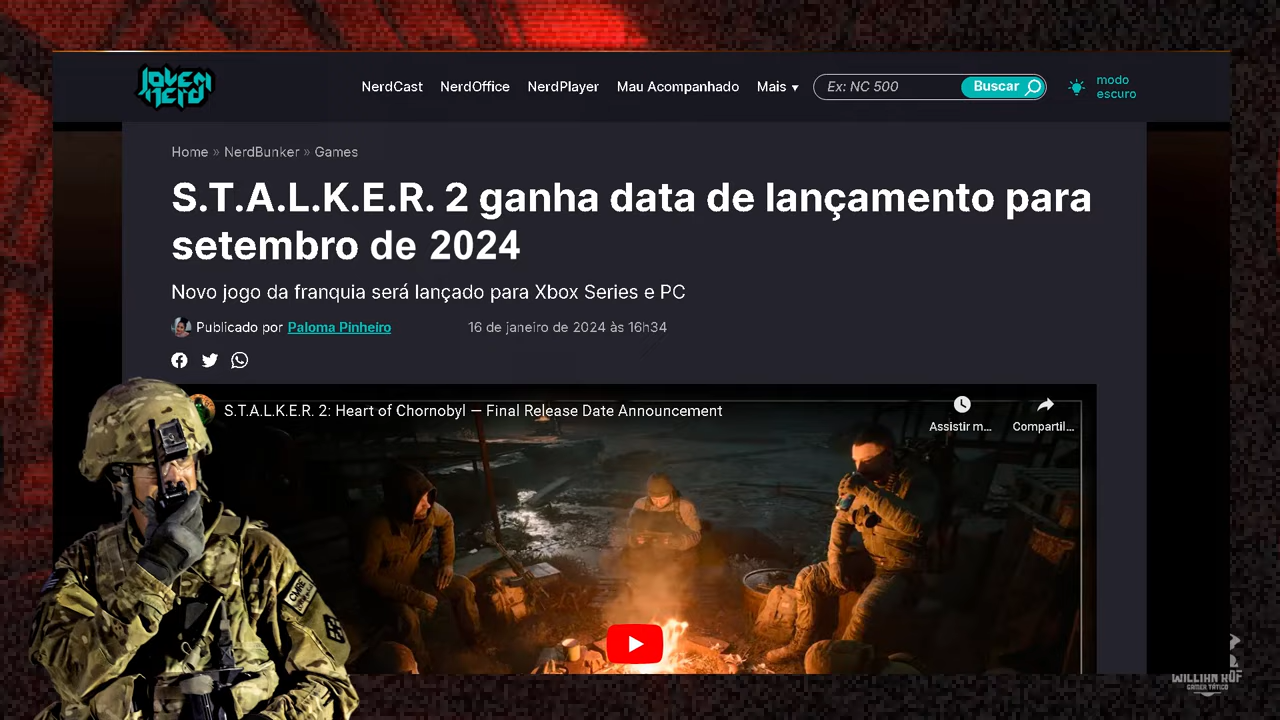 JOVEM
NERD
NerdCast NerdOffice NerdPlayer Mau Acompanhado Mais ▾ Ex: NC 500 Buscar modo
escuro
Home » NerdBunker » Games
S.T.A.L.K.E.R. 2 ganha data de lançamento para
setembro de 2024
Novo jogo da franquia será lançado para Xbox Series e PC
Publicado por Paloma Pinheiro 16 de janeiro de 2024 às 16h34
S.T.A.L.K.E.R. 2: Heart of Chornobyl — Final Release Date Announcement
Assistir m... Compartil...
WILLIAN ROF
GAMER TÁTICO